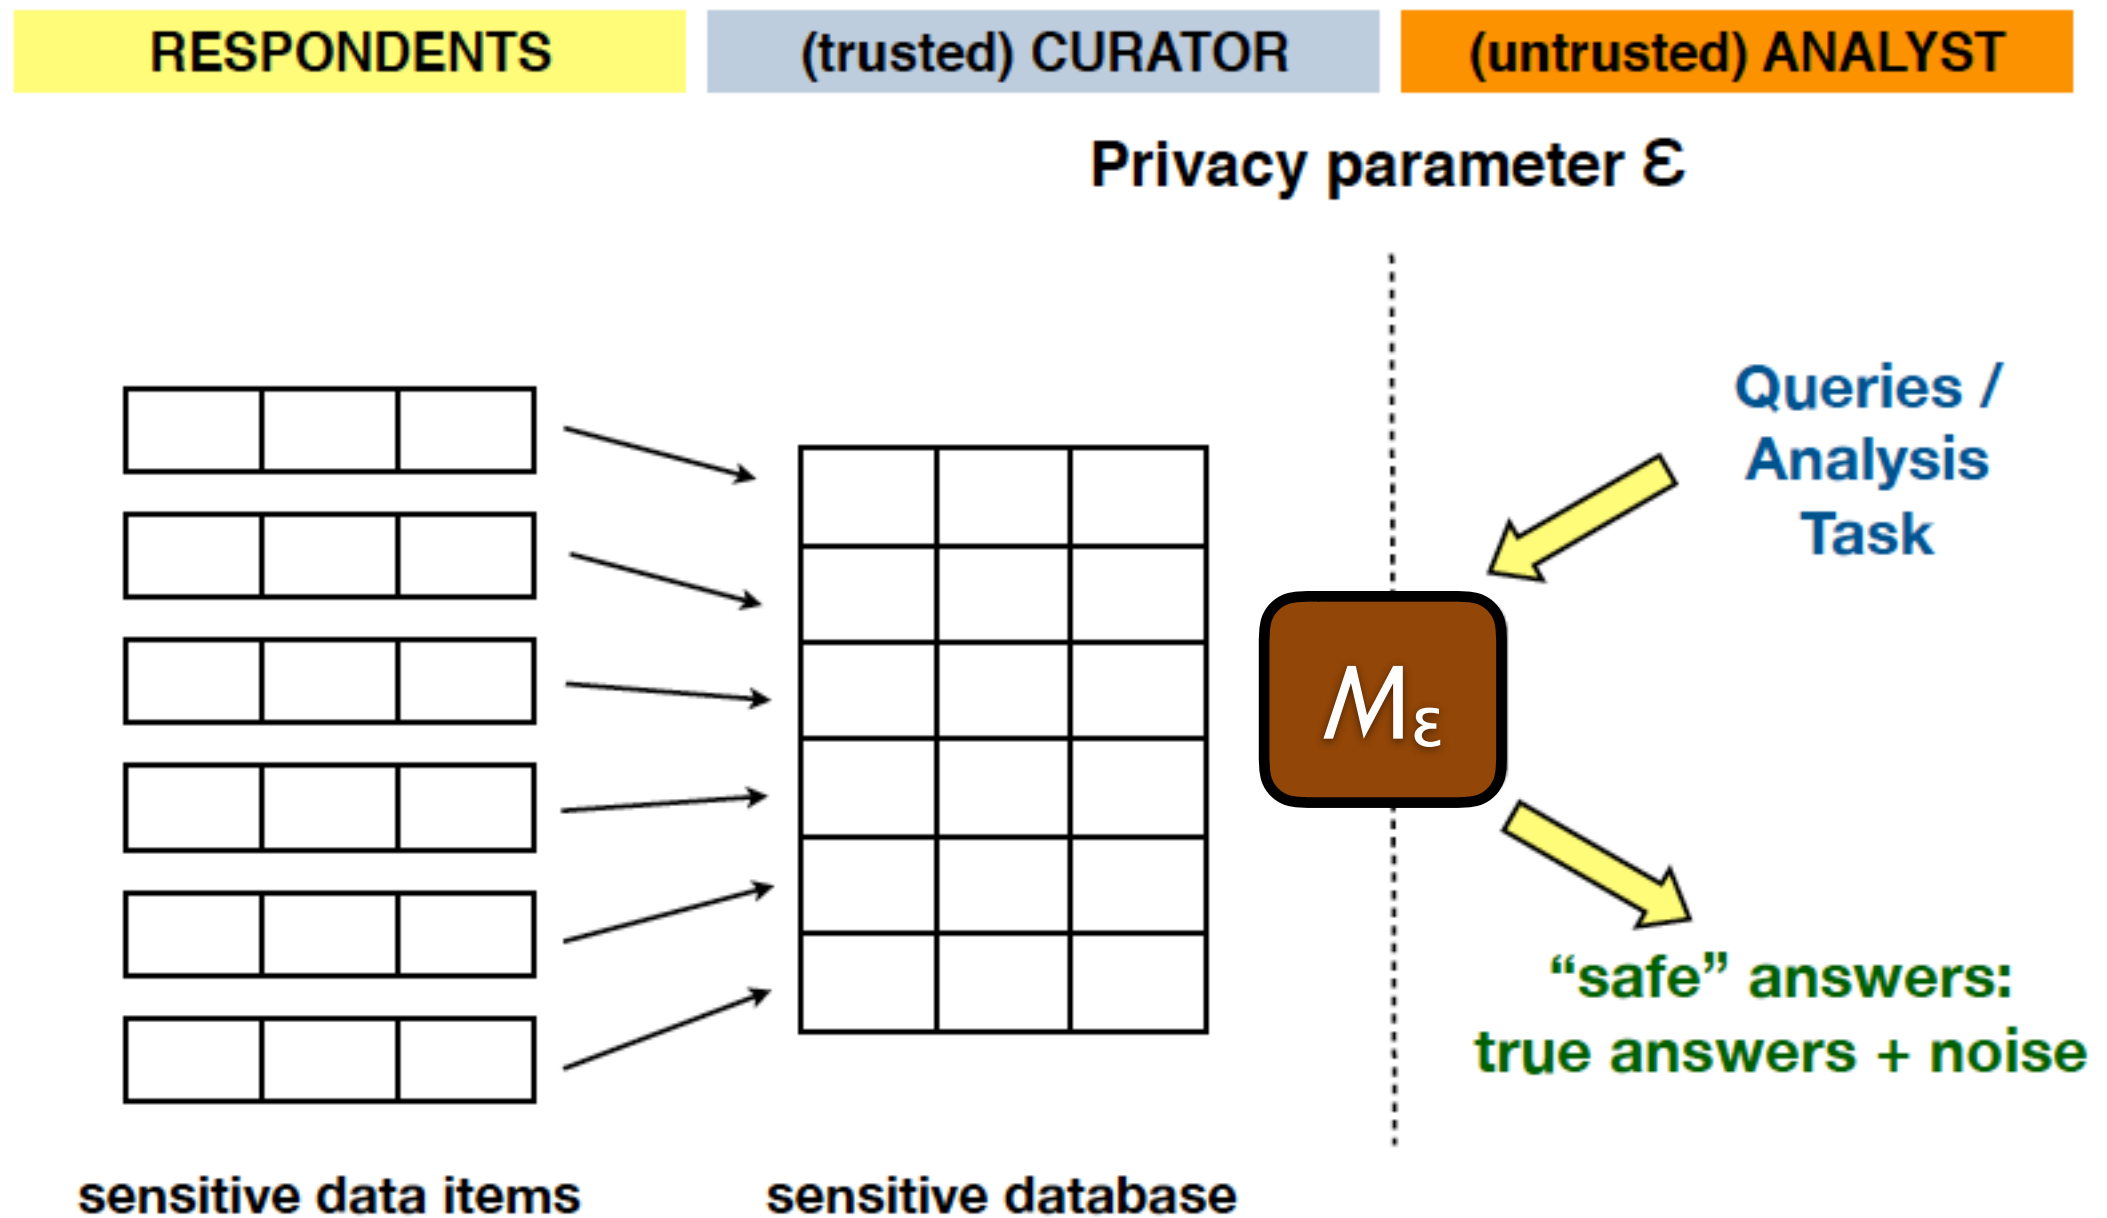 RESPONDENTS
(trusted) CURATOR
(untrusted) ANALYST
Privacy parameter ε
Queries /
Analysis
Task
Mε
“safe” answers:
true answers + noise
sensitive data items
sensitive database